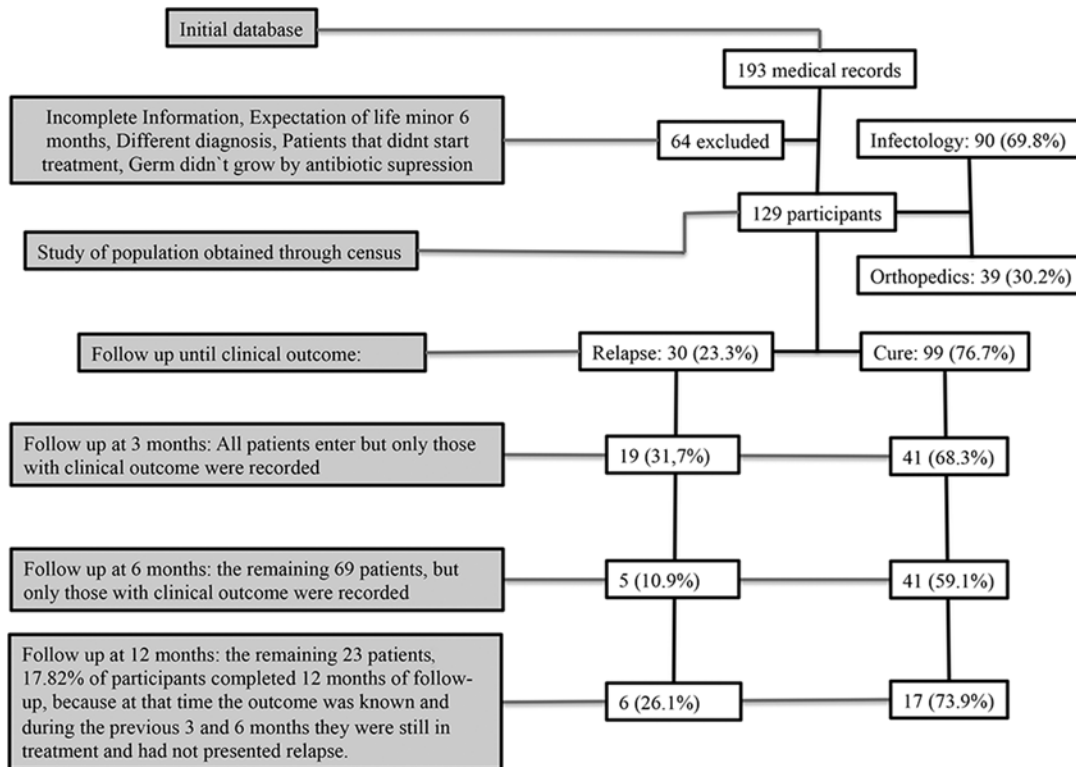 Initial database
193 medical records
Incomplete Information, Expectation of life minor 6
months, Different diagnosis, Patients that didnt start
treatment, Germ didn`t grow by antibiotic supression
64 excluded
Infectology: 90 (69.8%)
129 participants
Study of population obtained through census
Orthopedics: 39 (30.2%)
Follow up until clinical outcome:
Relapse: 30 (23.3%)
Cure: 99 (76.7%)
Follow up at 3 months: All patients enter but only those
with clinical outcome were recorded
19 (31,7%)
41 (68.3%)
Follow up at 6 months: the remaining 69 patients, but
only those with clinical outcome were recorded
5 (10.9%)
41 (59.1%)
Follow up at 12 months: the remaining 23 patients,
17.82% of participants completed 12 months of follow-
up, because at that time the outcome was known and
during the previous 3 and 6 months they were still in
treatment and had not presented relapse.
6 (26.1%)
17 (73.9%)